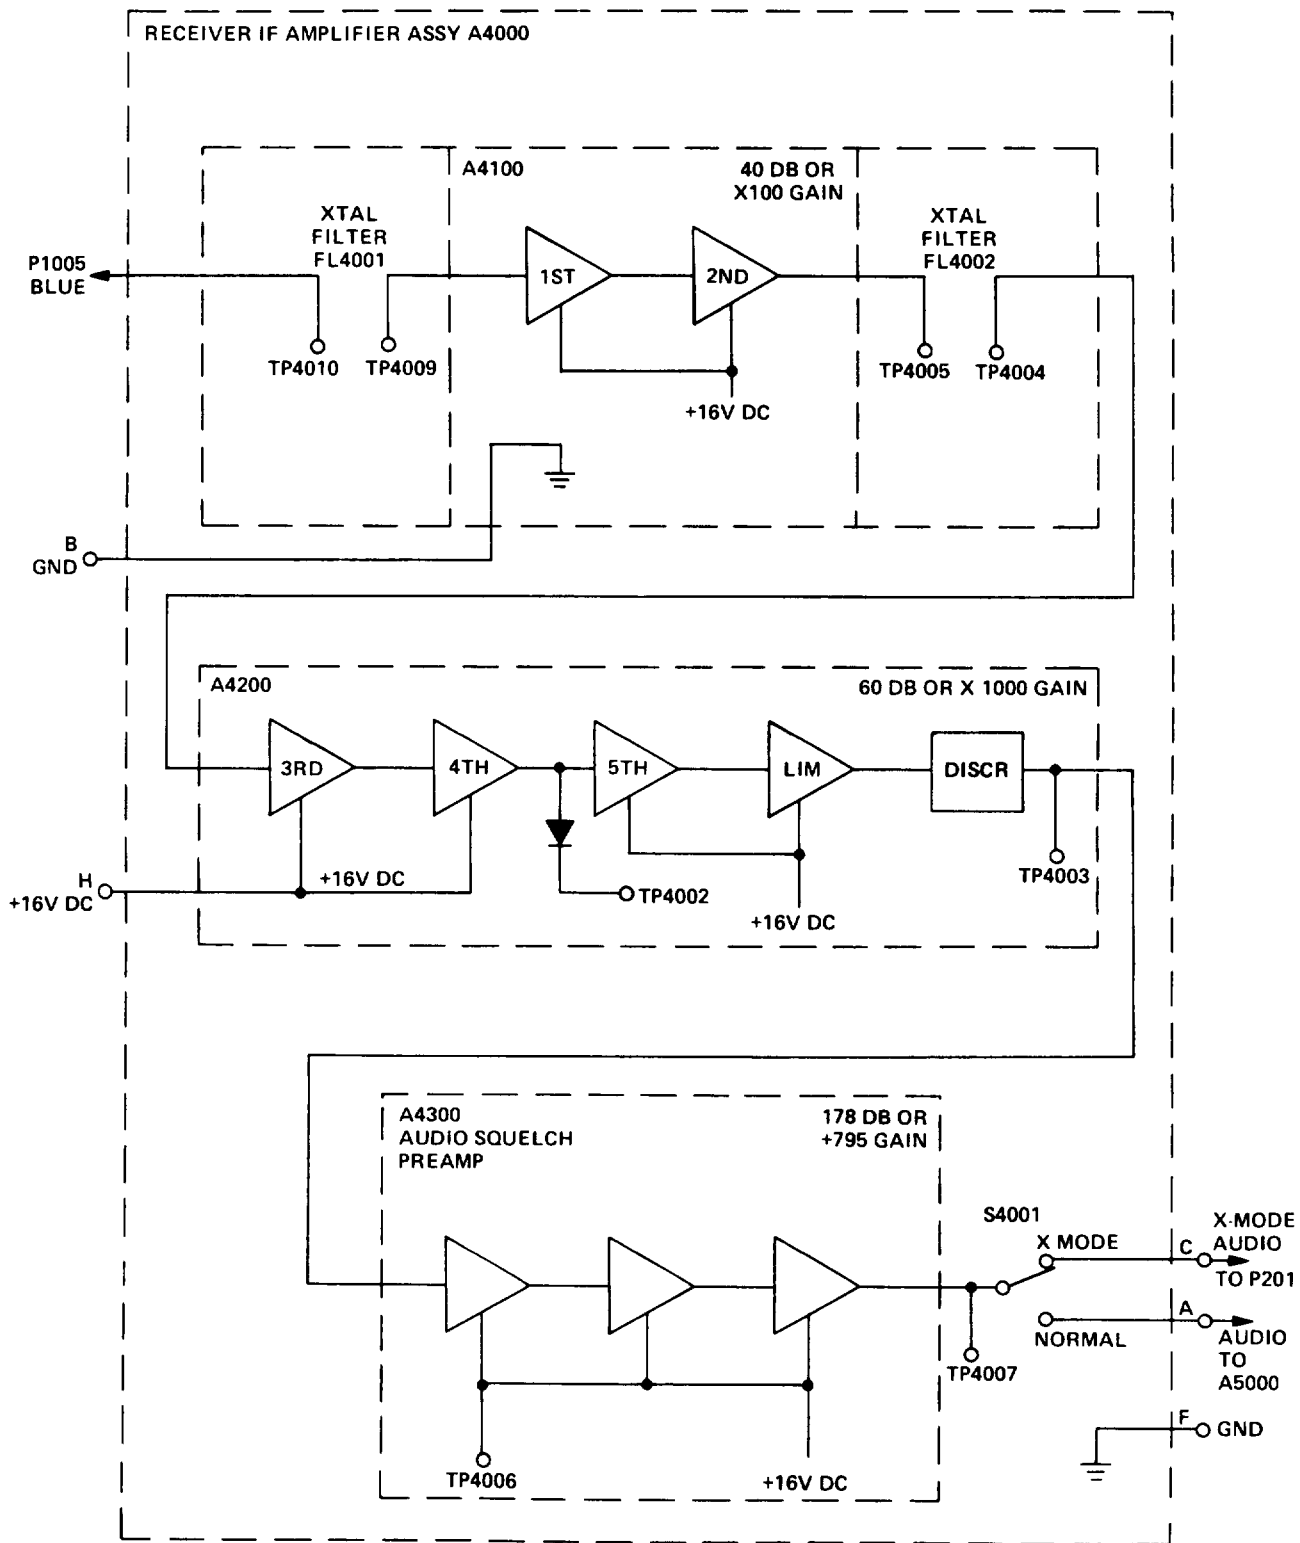 RECEIVER IF AMPLIFIER ASSY A4000
A4100
40 DB OR
X100 GAIN
XTAL
FILTER
FL4001
XTAL
FILTER
FL4002
P1005
BLUE
1ST
2ND
TP4010
TP4009
TP4005
TP4004
+16V DC
B
GND
A4200
60 DB OR X 1000 GAIN
3RD
4TH
5TH
LIM
DISCR
H
+16V DC
+16V DC
TP4002
TP4003
+16V DC
A4300
AUDIO SQUELCH
PREAMP
178 DB OR
+795 GAIN
S4001
X MODE
C
X-MODE
AUDIO
TO P201
NORMAL
A
AUDIO
TO
A5000
TP4007
F
GND
TP4006
+16V DC